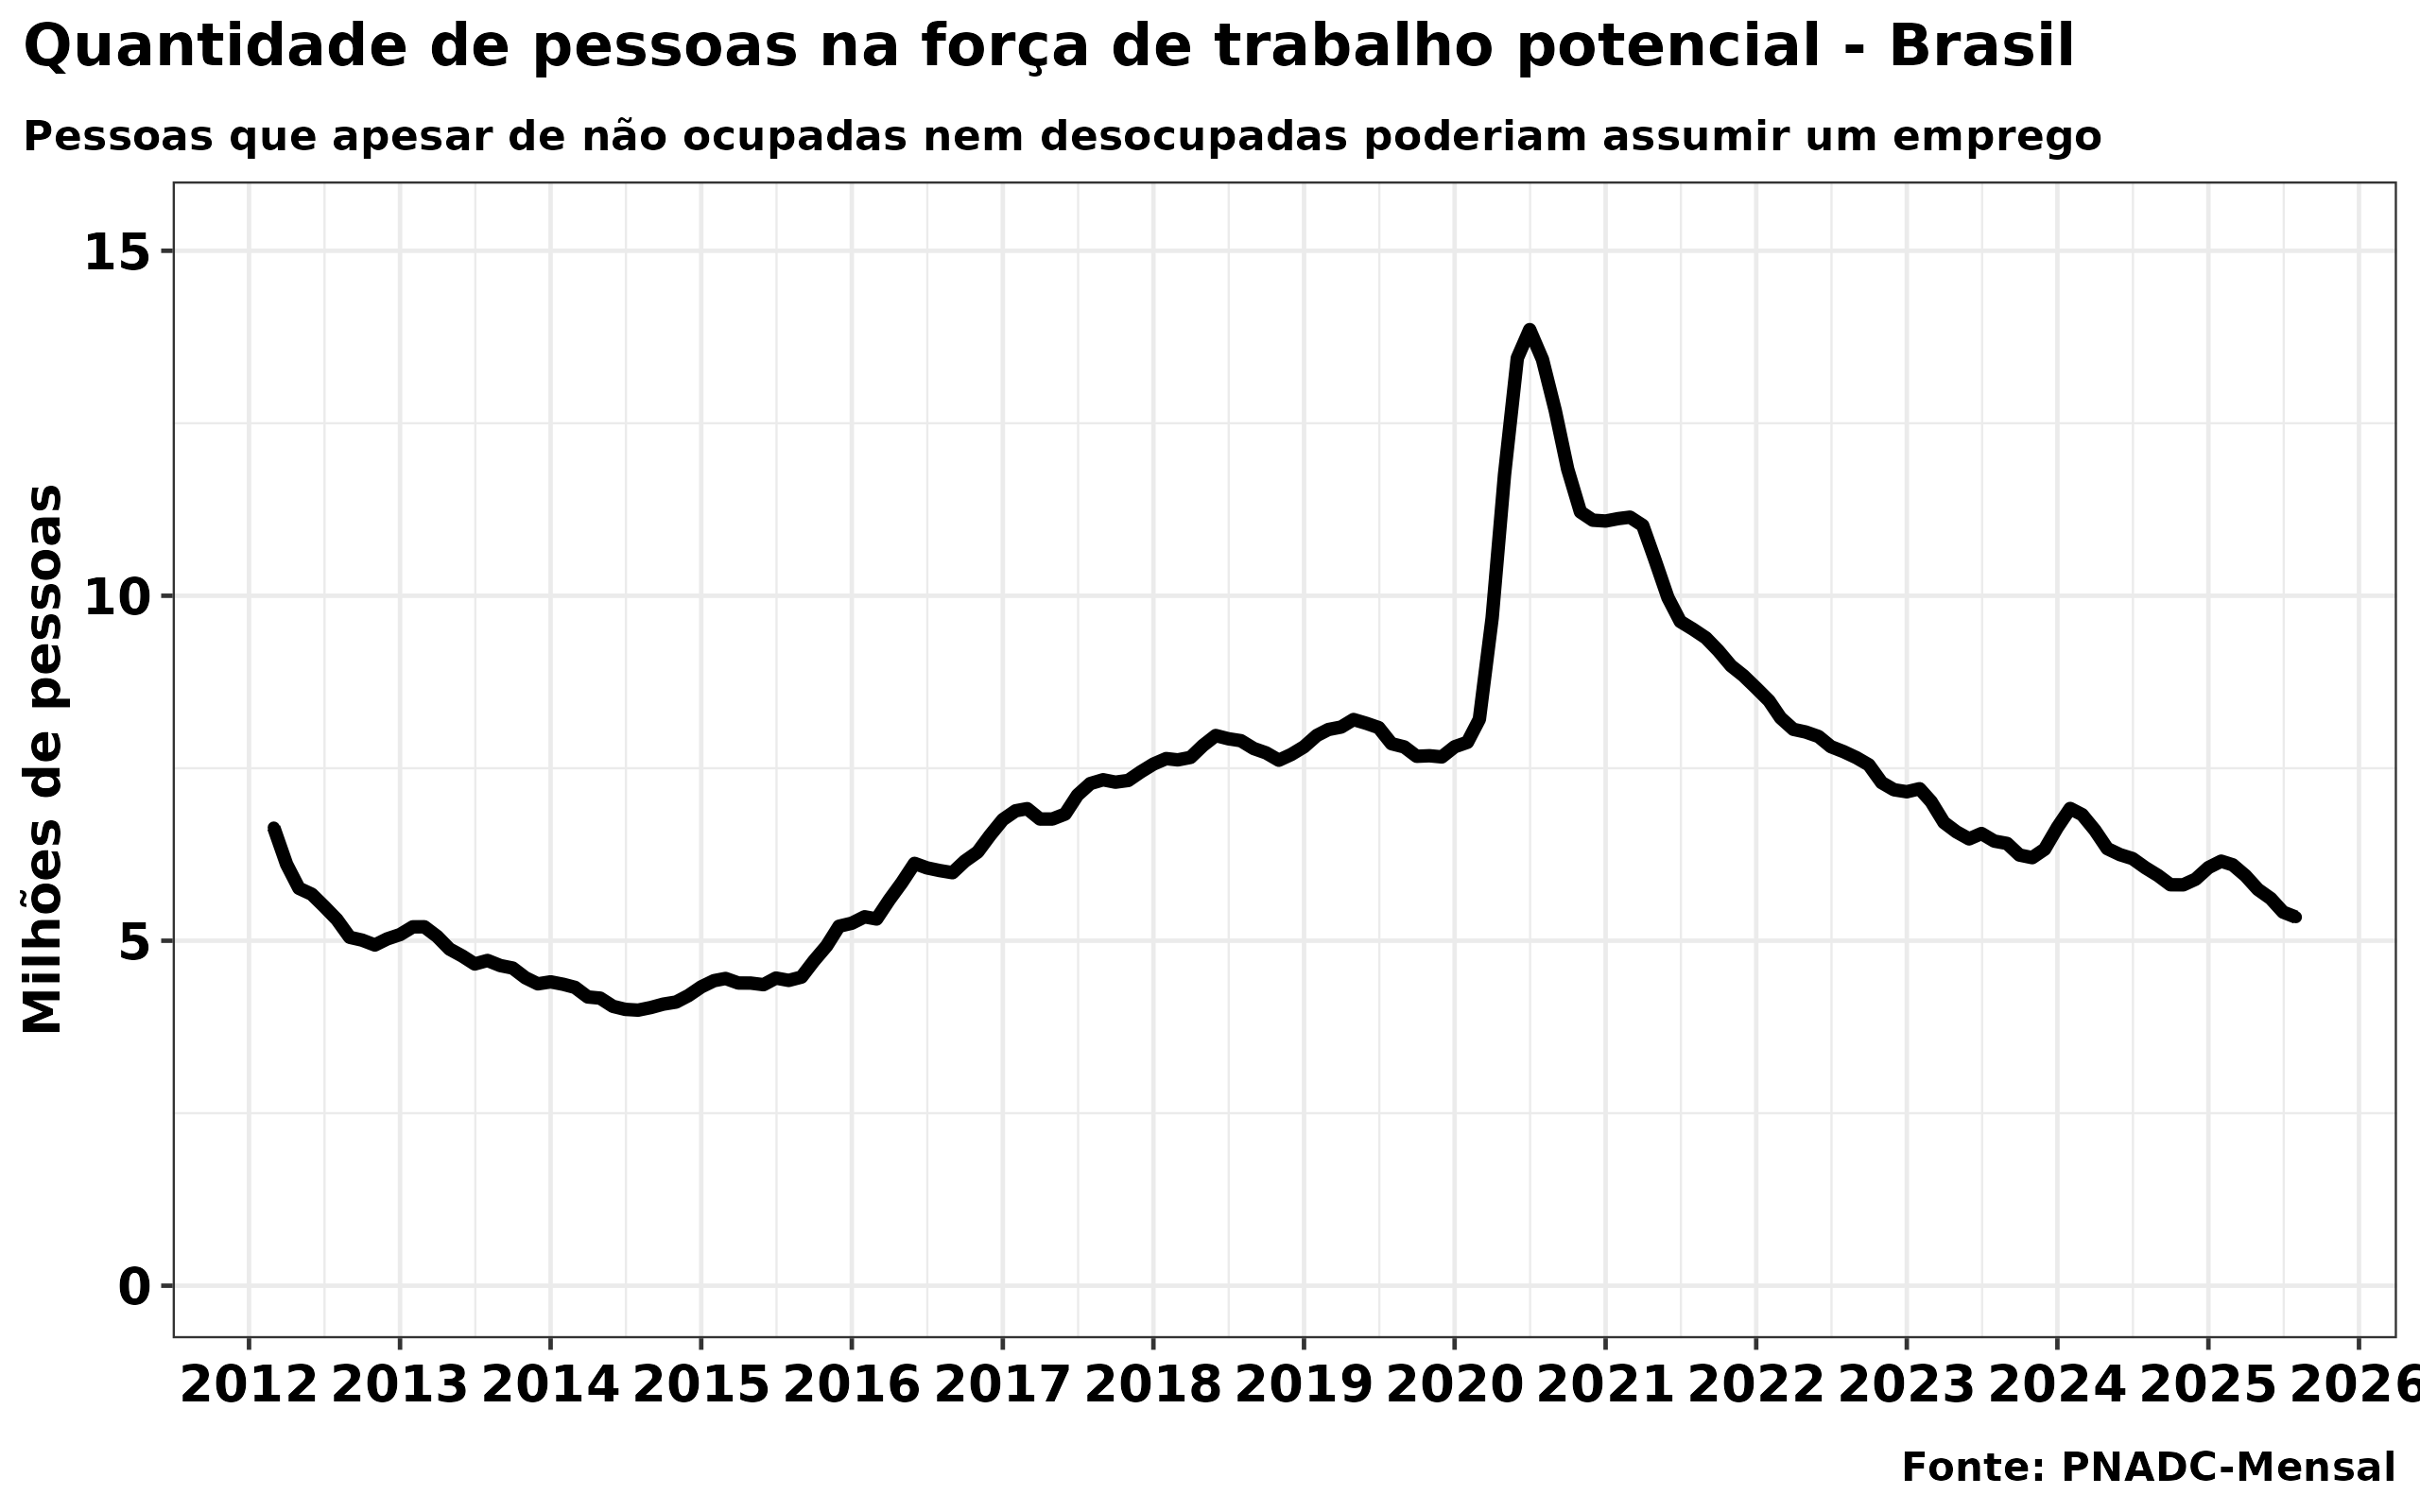 Quantidade de pessoas na força de trabalho potencial - Brasil
Pessoas que apesar de não ocupadas nem desocupadas poderiam assumir um emprego
Milhões de pessoas
15
10
5
0
2012 2013 2014 2015 2016 2017 2018 2019 2020 2021 2022 2023 2024 2025 2026
Fonte: PNADC-Mensal